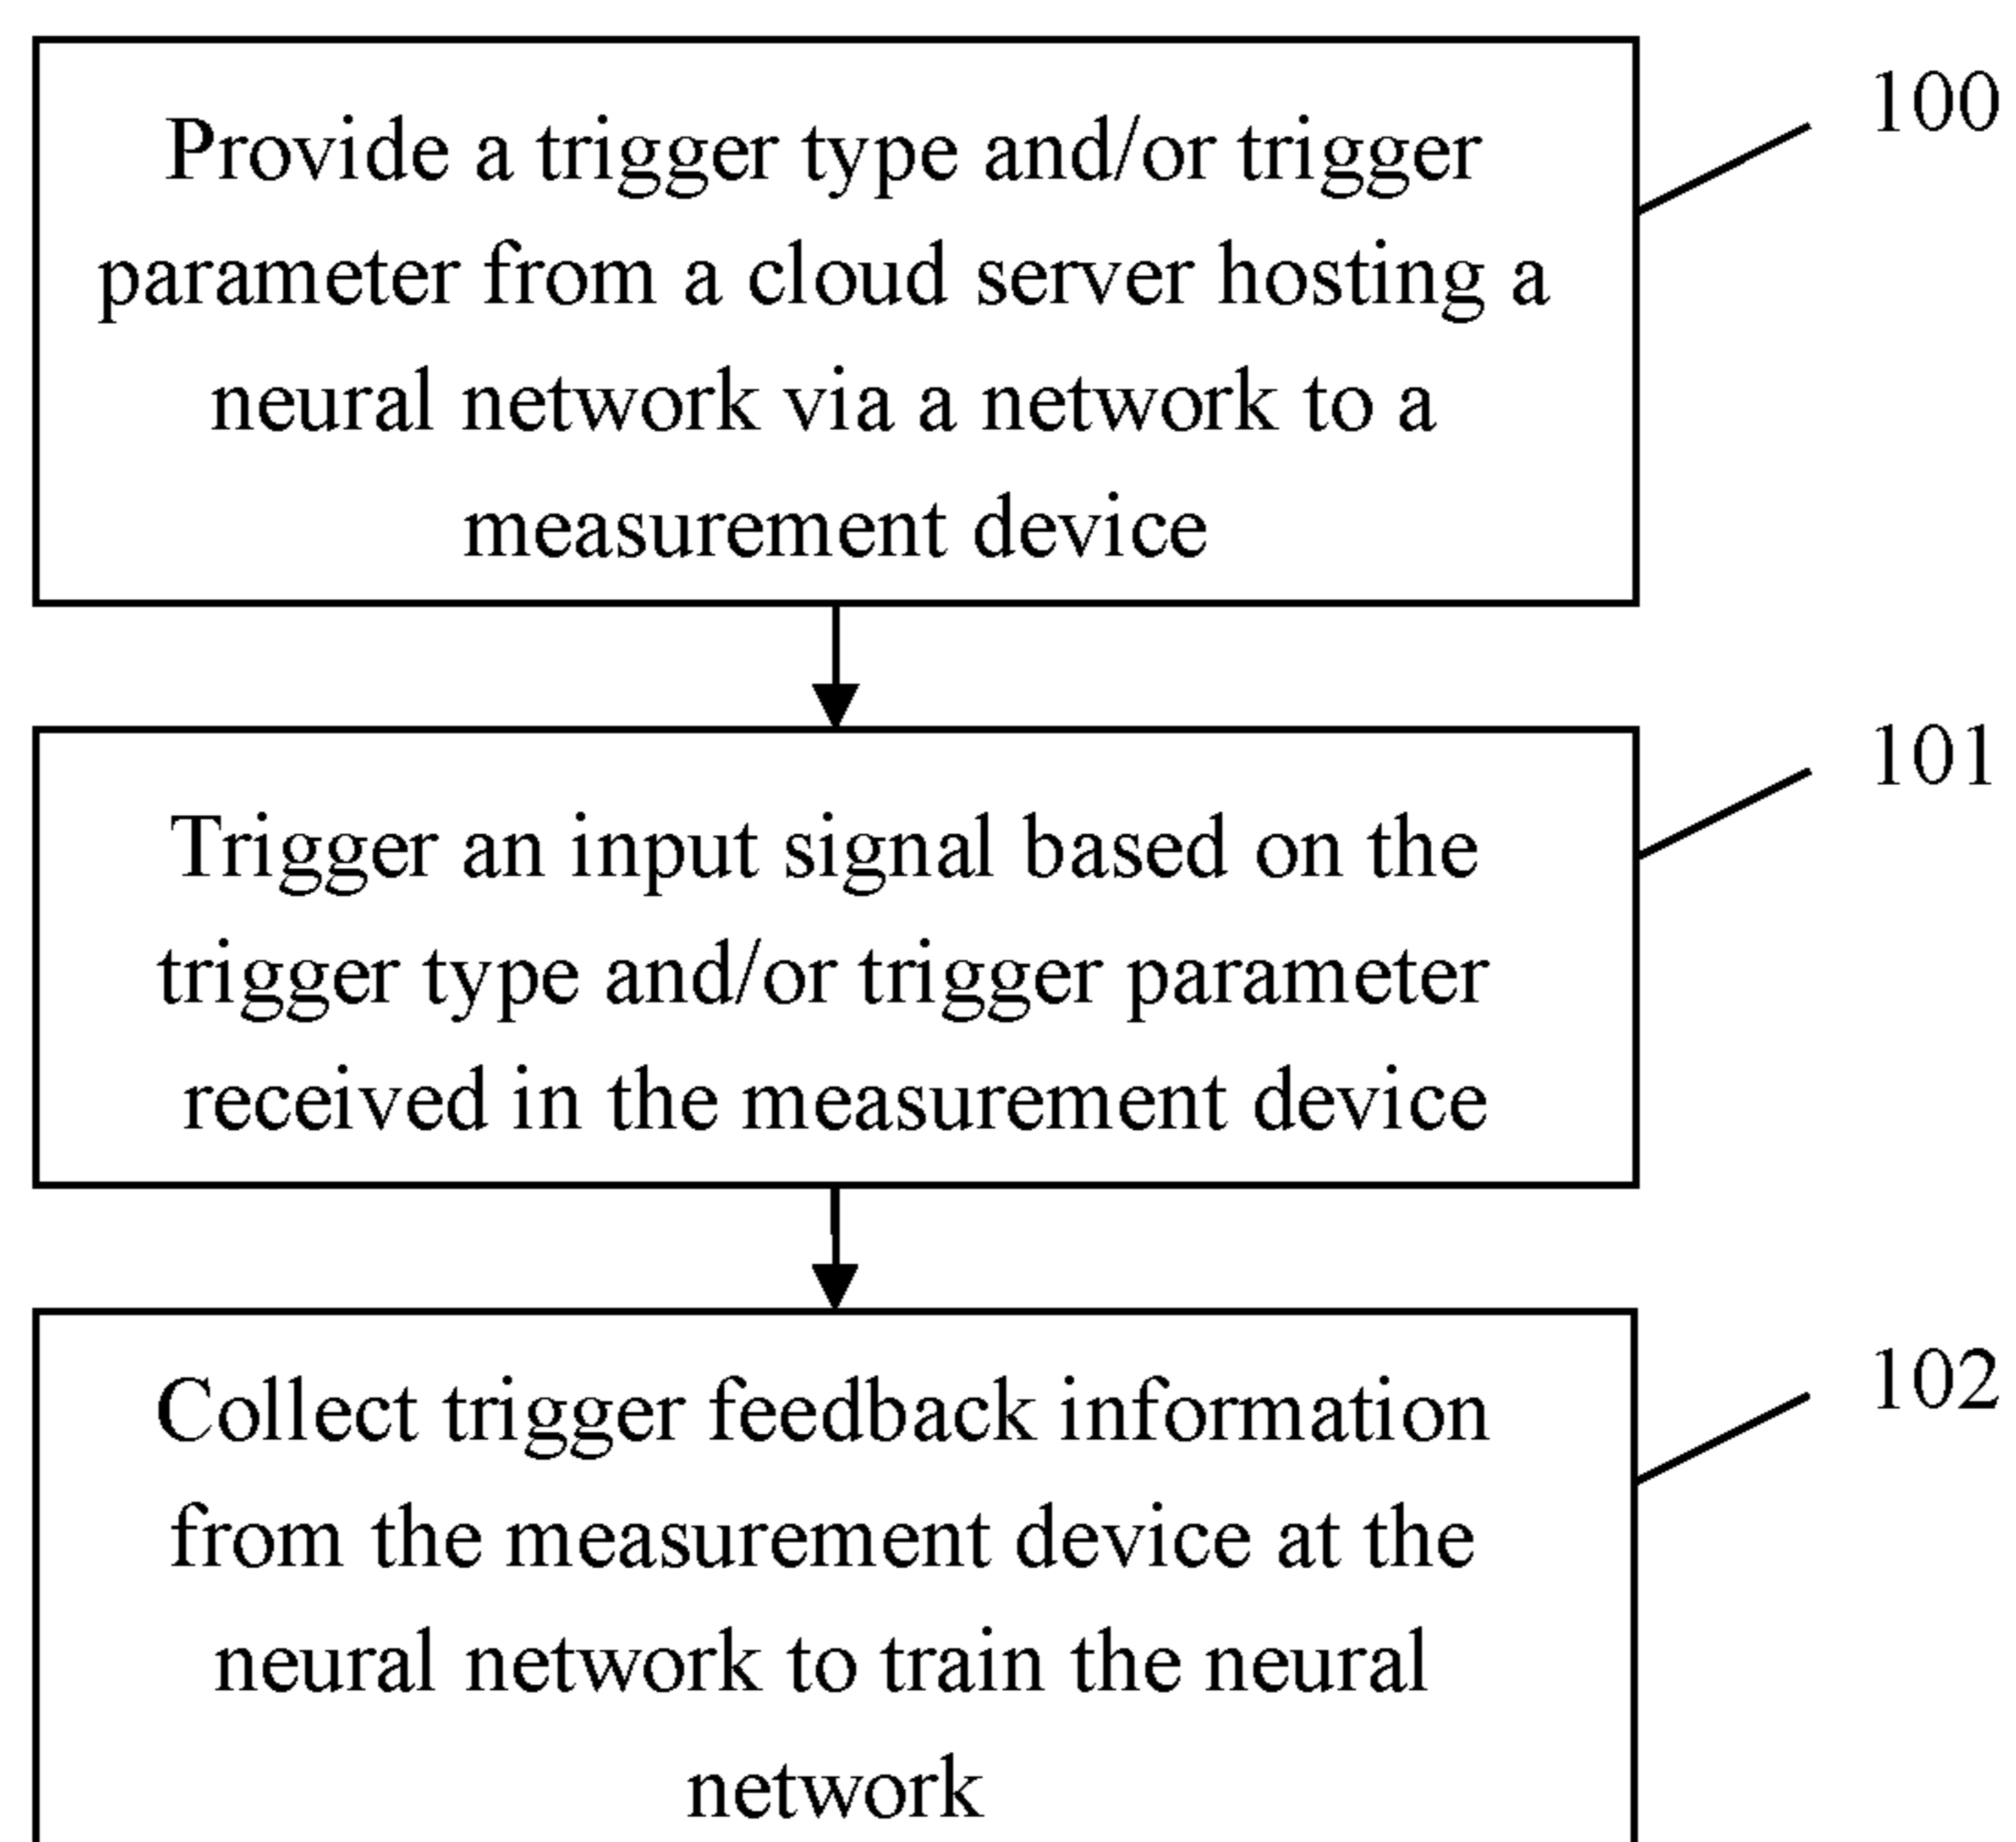 Provide a trigger type and/or trigger
parameter from a cloud server hosting a
neural network via a network to a
measurement device
100
Trigger an input signal based on the
trigger type and/or trigger parameter
received in the measurement device
101
Collect trigger feedback information
from the measurement device at the
neural network to train the neural
network
102